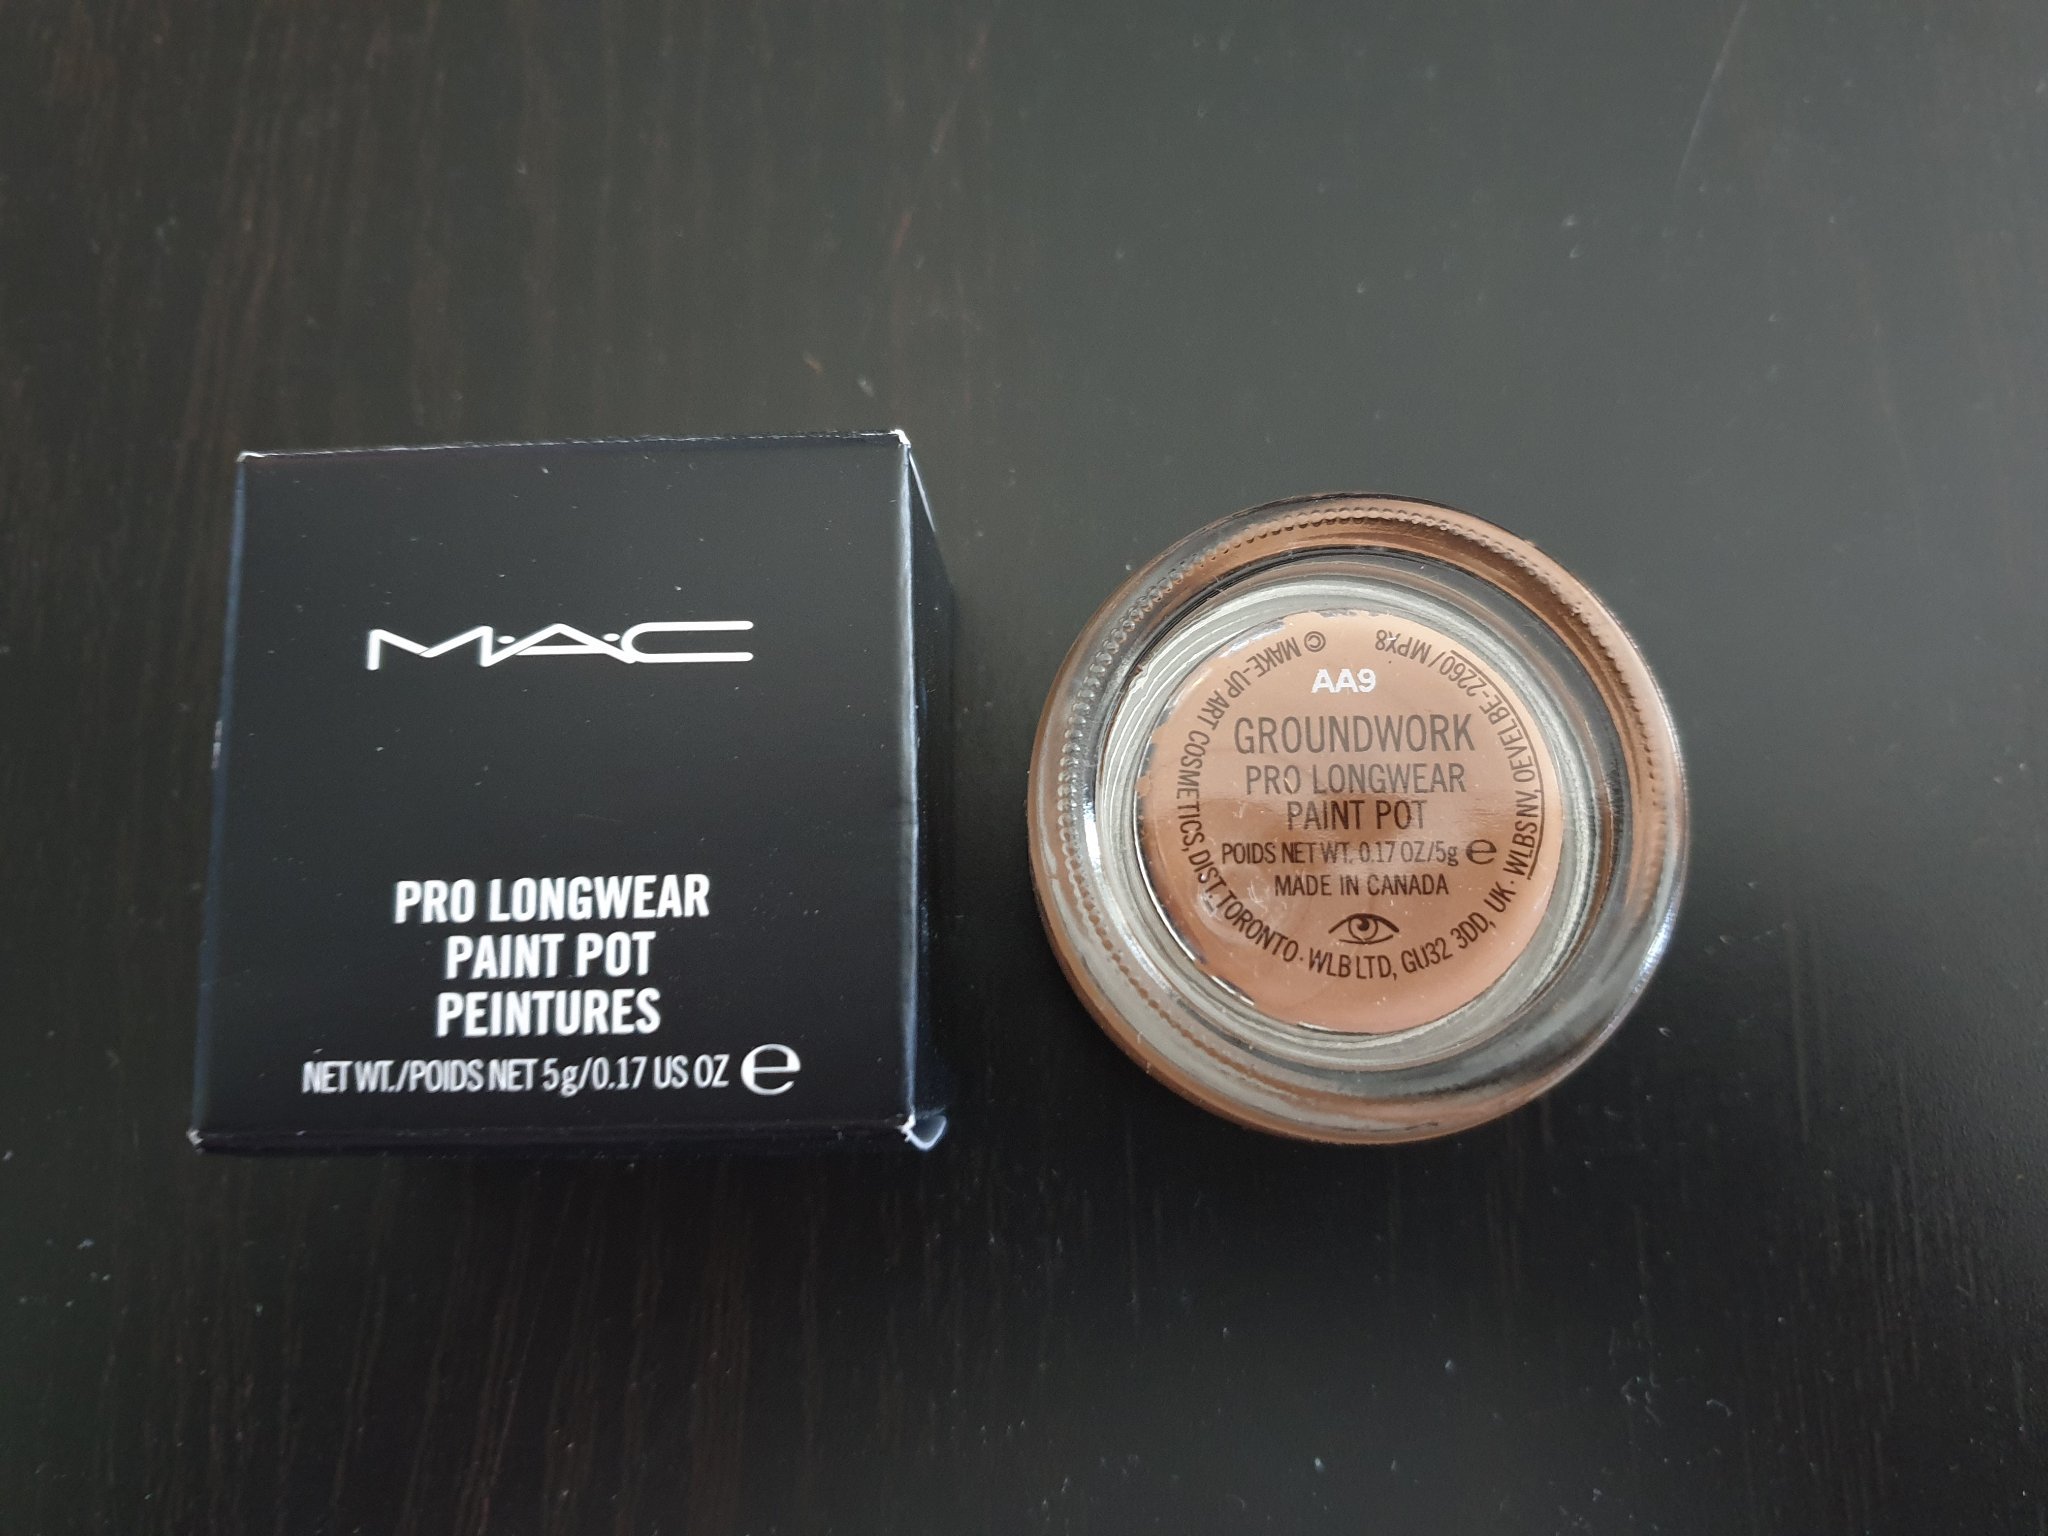 M·A·C
PRO LONGWEAR
PAINT POT
PEINTURES
NET WT./POIDS NET 5g/0.17 US OZ e
AA9
GROUNDWORK
PRO LONGWEAR
PAINT POT
POIDS NET WT. 0.17 OZ/5g e
MADE IN CANADA
© MAKE-UP ART COSMETICS, DIST. TORONTO · WLB LTD, GU32 3DD, UK · WLBSNV, OEVEL BE-2260 / MPX8